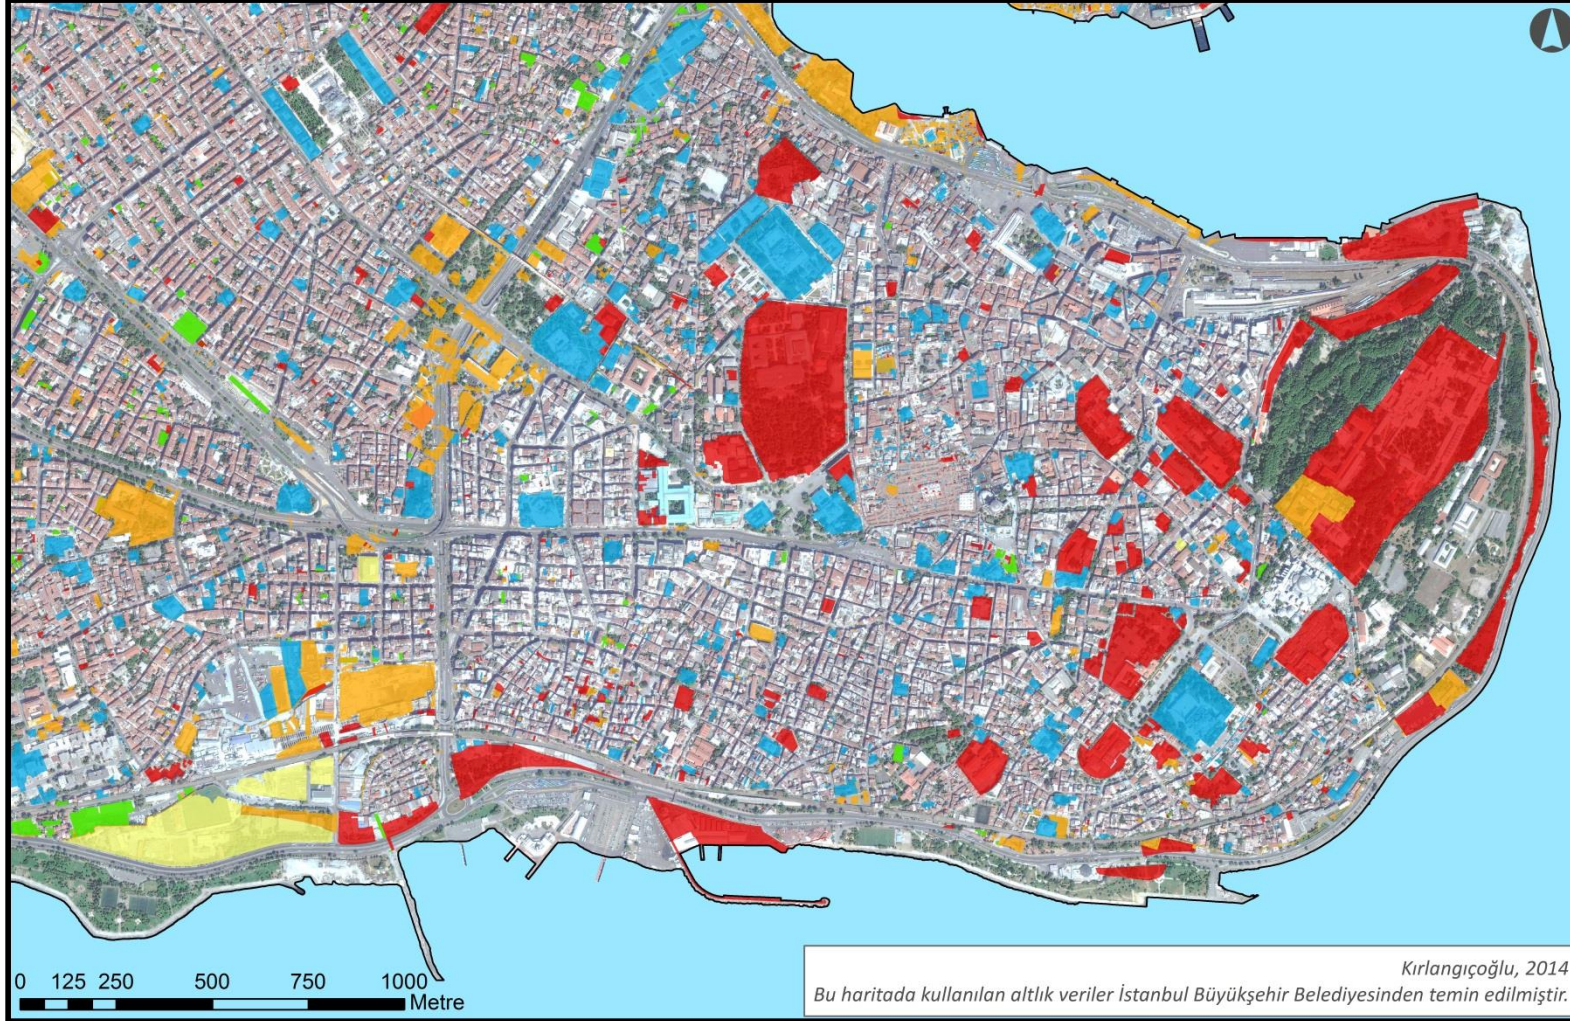 0 125 250 500 750 1000
Metre
Kırlangıçoğlu, 2014
Bu haritada kullanılan altlık veriler İstanbul Büyükşehir Belediyesinden temin edilmiştir.